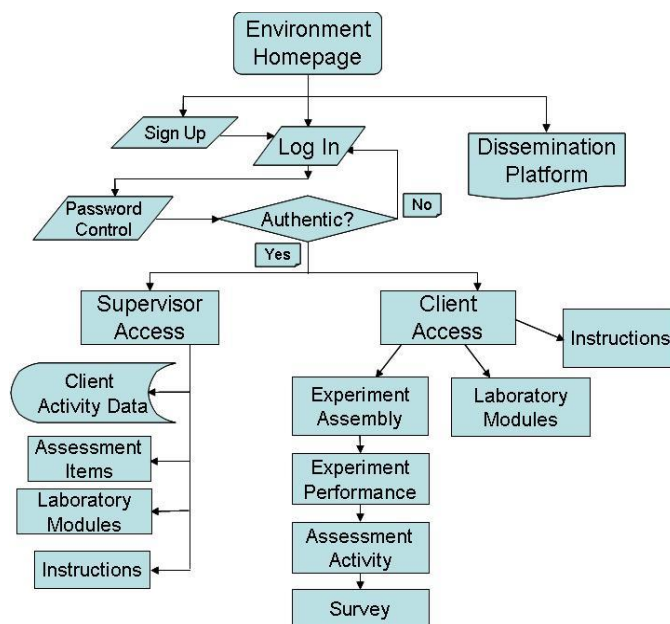 Environment
Homepage
Sign Up
Log In
Dissemination
Platform
Password
Control
Authentic?
No
Yes
Supervisor
Access
Client
Access
Instructions
Client
Activity Data
Experiment
Assembly
Laboratory
Modules
Assessment
Items
Experiment
Performance
Laboratory
Modules
Assessment
Activity
Instructions
Survey